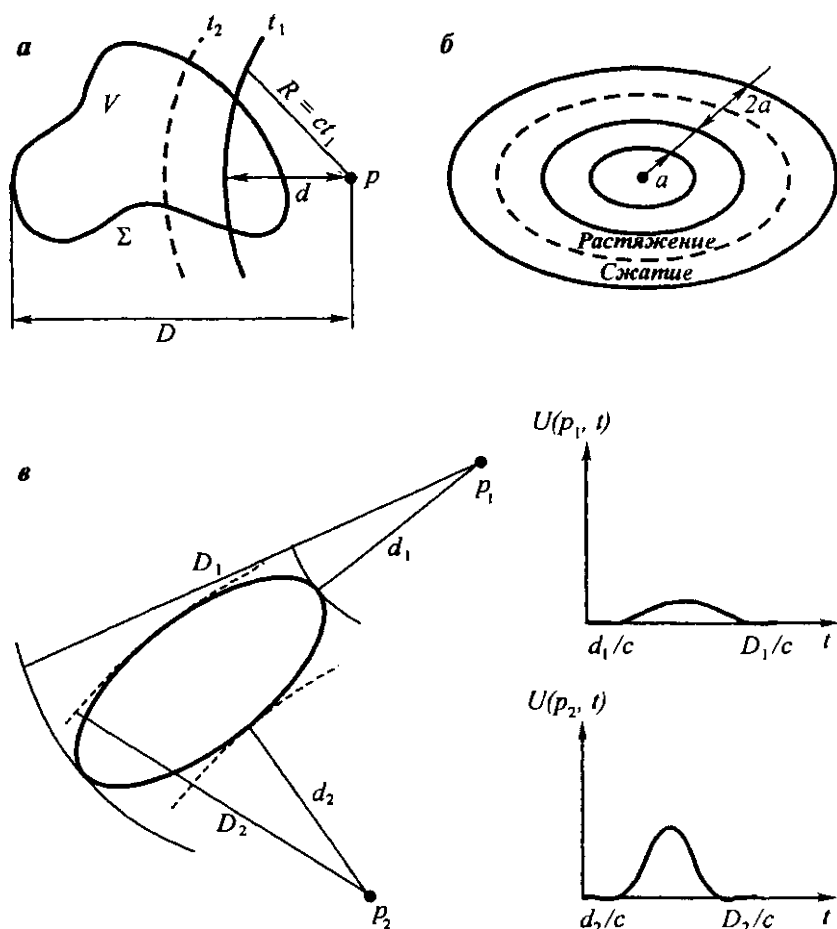 а
t₂
t₁
V
R = ct₁
d
p
Σ
D
б
2a
a
Растяжение
Сжатие
в
p₁
D₁
d₁
d₂
D₂
p₂
U(p₁, t)
d₁/c
D₁/c
t
U(p₂, t)
d₂/c
D₂/c
t